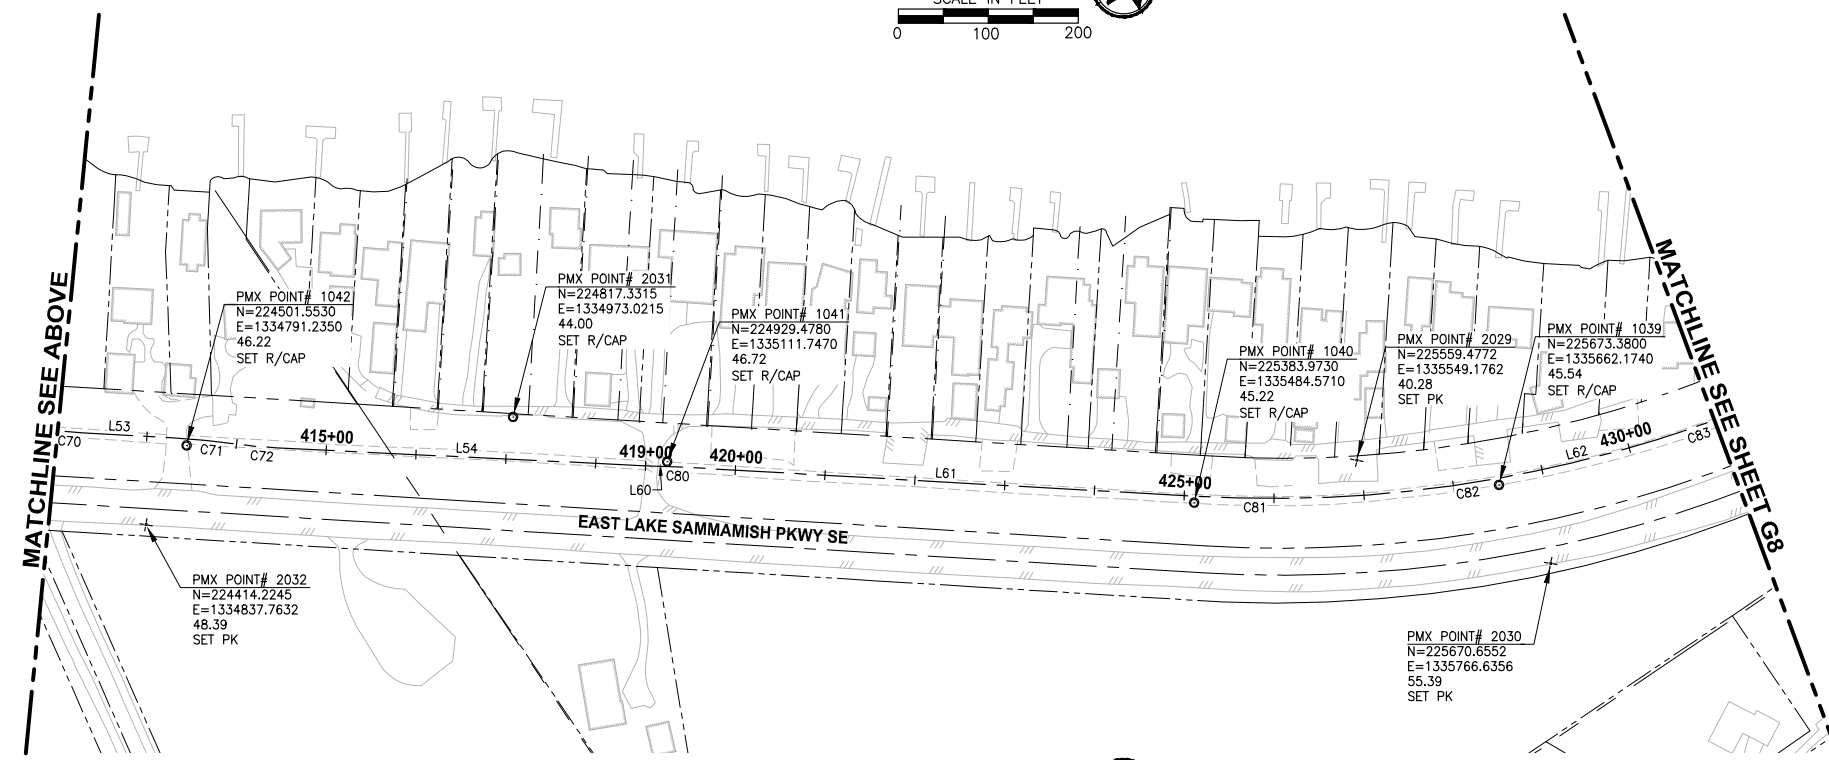 SCALE IN FEET
0 100 200
MATCHLINE SEE ABOVE
PMX POINT# 1042
N=224501.5530
E=1334791.2350
46.22
SET R/CAP
PMX POINT# 2031
N=224817.3315
E=1334973.0215
44.00
SET R/CAP
PMX POINT# 1041
N=224929.4780
E=1335111.7470
46.72
SET R/CAP
PMX POINT# 1040
N=225383.9730
E=1335484.5710
45.22
SET R/CAP
PMX POINT# 2029
N=225559.4772
E=1335549.1762
40.28
SET PK
PMX POINT# 1039
N=225673.3800
E=1335662.1740
45.54
SET R/CAP
MATCHLINE SEE SHEET G8
C70
L53
C71
C72
415+00
L54
419+00
L60
C80
420+00
L61
425+00
C81
C82
L62
430+00
C83
EAST LAKE SAMMAMISH PKWY SE
PMX POINT# 2032
N=224414.2245
E=1334837.7632
48.39
SET PK
PMX POINT# 2030
N=225670.6552
E=1335766.6356
55.39
SET PK